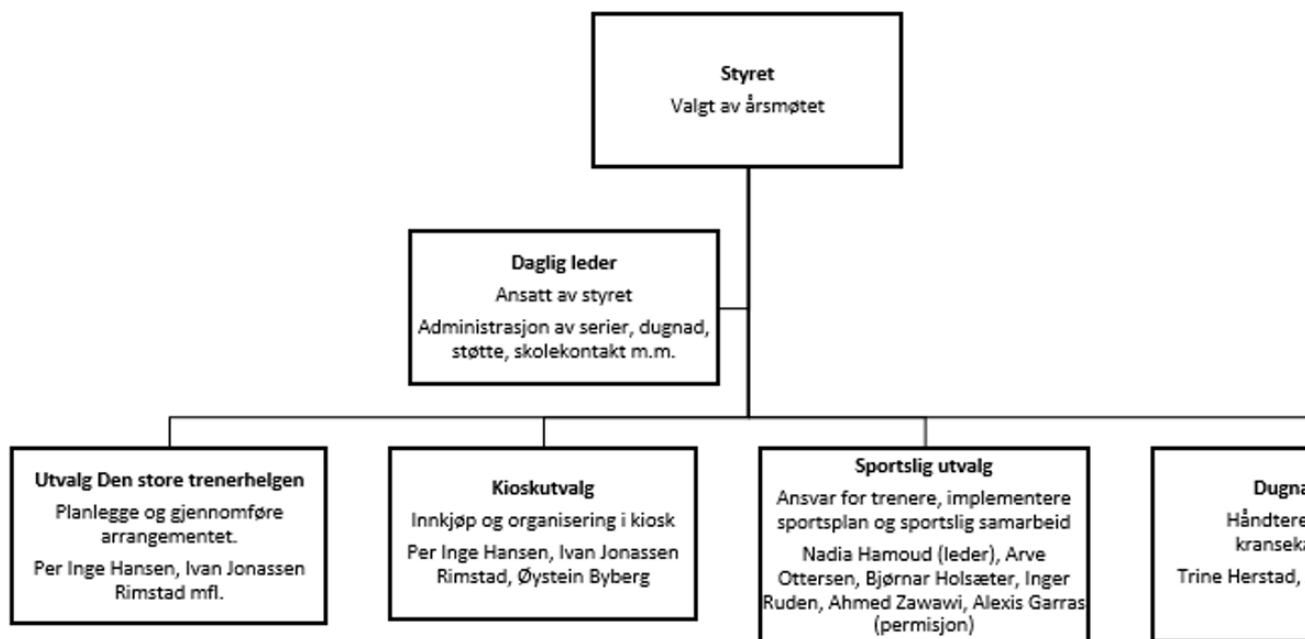 Styret
Valgt av årsmøtet
Daglig leder
Ansatt av styret
Administrasjon av serier, dugnad,
støtte, skolekontakt m.m.
Utvalg Den store trenerhelgen
Planlegge og gjennomføre
arrangementet.
Per Inge Hansen, Ivan Jonassen
Rimstad mfl.
Kioskutvalg
Innkjøp og organisering i kiosk
Per Inge Hansen, Ivan Jonassen
Rimstad, Øystein Byberg
Sportslig utvalg
Ansvar for trenere, implementere
sportsplan og sportslig samarbeid
Nadia Hamoud (leder), Arve
Ottersen, Bjørnar Holsæter, Inger
Ruden, Ahmed Zawawi, Alexis Garras
(permisjon)
Trine Herstad,